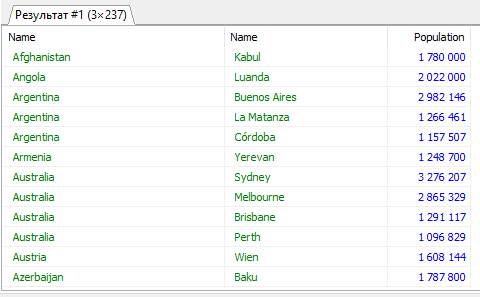 Результат #1 (3×237)
Name Name Population
Afghanistan Kabul 1 780 000
Angola Luanda 2 022 000
Argentina Buenos Aires 2 982 146
Argentina La Matanza 1 266 461
Argentina Córdoba 1 157 507
Armenia Yerevan 1 248 700
Australia Sydney 3 276 207
Australia Melbourne 2 865 329
Australia Brisbane 1 291 117
Australia Perth 1 096 829
Austria Wien 1 608 144
Azerbaijan Baku 1 787 800